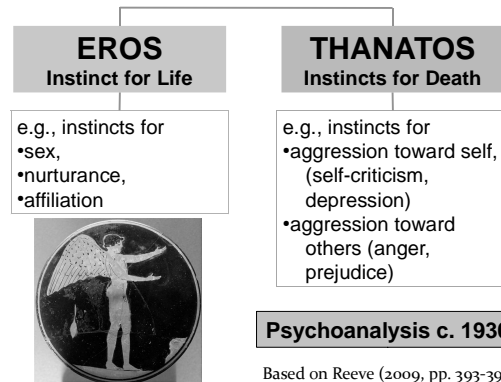 EROS
Instinct for Life
e.g., instincts for
•sex,
•nurturance,
•affiliation
THANATOS
Instincts for Death
e.g., instincts for
•aggression toward self,
(self-criticism,
depression)
•aggression toward
others (anger,
prejudice)
Psychoanalysis c. 1930
Based on Reeve (2009, pp. 393-39